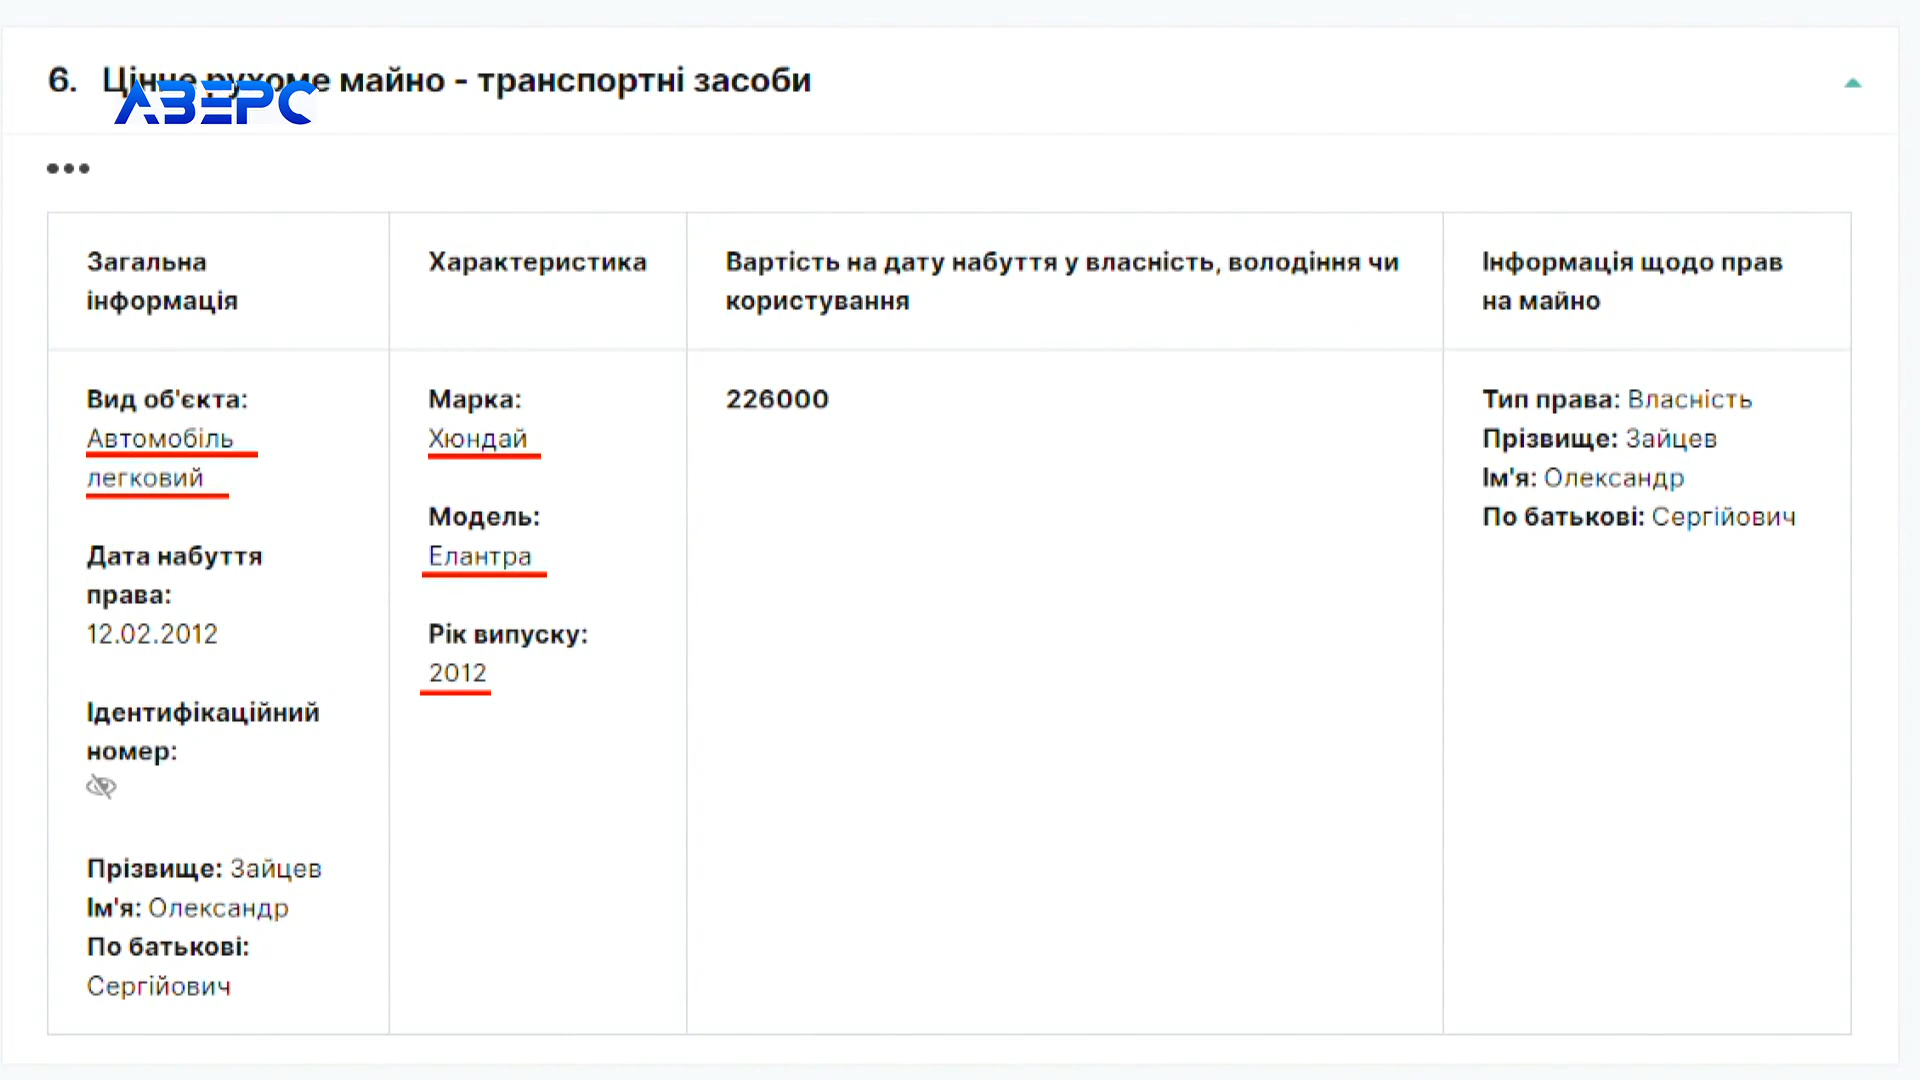 6. Цінне рухоме майно - транспортні засоби
АВЕРС
Загальна інформація
Характеристика
Вартість на дату набуття у власність, володіння чи
користування
Інформація щодо прав
на майно
Вид об'єкта:
Автомобіль
легковий
Дата набуття
права:
12.02.2012
Ідентифікаційний
номер:
Прізвище: Зайцев
Ім'я: Олександр
По батькові:
Сергійович
Марка:
Хюндай
Модель:
Елантра
Рік випуску:
2012
226000
Тип права: Власність
Прізвище: Зайцев
Ім'я: Олександр
По батькові: Сергійович